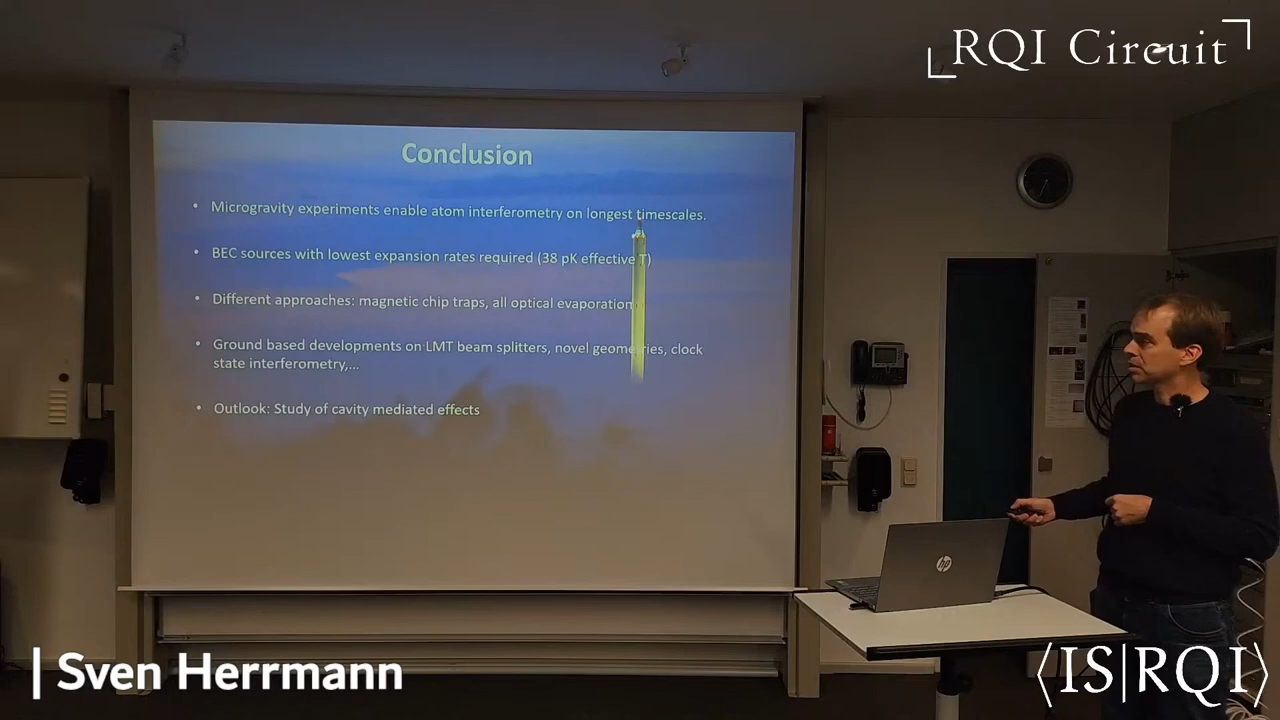 RQI Circuit
Conclusion
• Microgravity experiments enable atom interferometry on longest timescales.
• BEC sources with lowest expansion rates required (38 pK effective T)
• Different approaches: magnetic chip traps, all optical evaporation
• Ground based developments on LMT beam splitters, novel geometries, clock
state interferometry,...
• Outlook: Study of cavity mediated effects
hp
| Sven Herrmann
⟨IS|RQI⟩